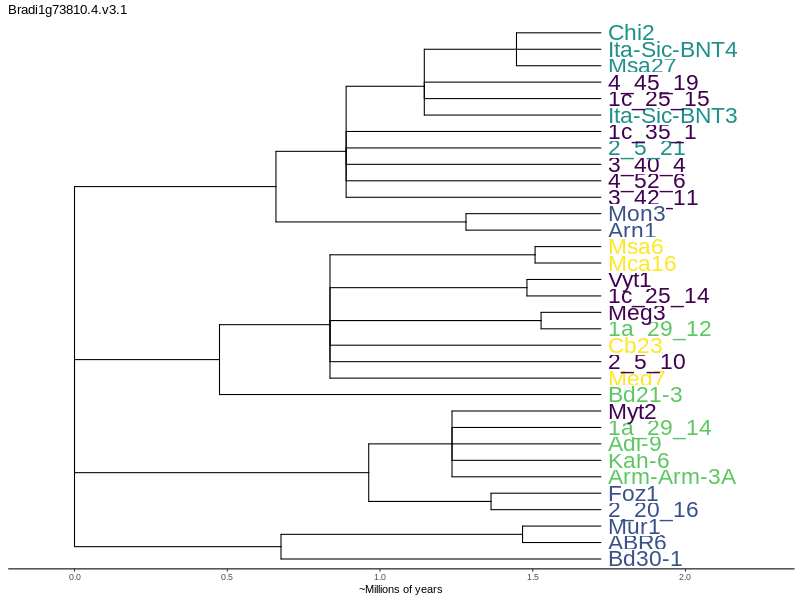 Bradi1g73810.4.v3.1
Chi2
Ita-Sic-BNT4
Msa27
4_45_19
1c_25_15
Ita-Sic-BNT3
1c_35_1
2_5_21
3_40_4
4_52_6
3_42_11
Mon3
Arn1
Msa6
Mca16
Vyt1
1c_25_14
Meg3
1a_29_12
Cb23
2_5_10
Med7
Bd21-3
Myt2
1a_29_14
Adi-9
Kah-6
Arm-Arm-3A
Foz1
2_20_16
Mur1
ABR6
Bd30-1
0.0 0.5 1.0 1.5 2.0
~Millions of years